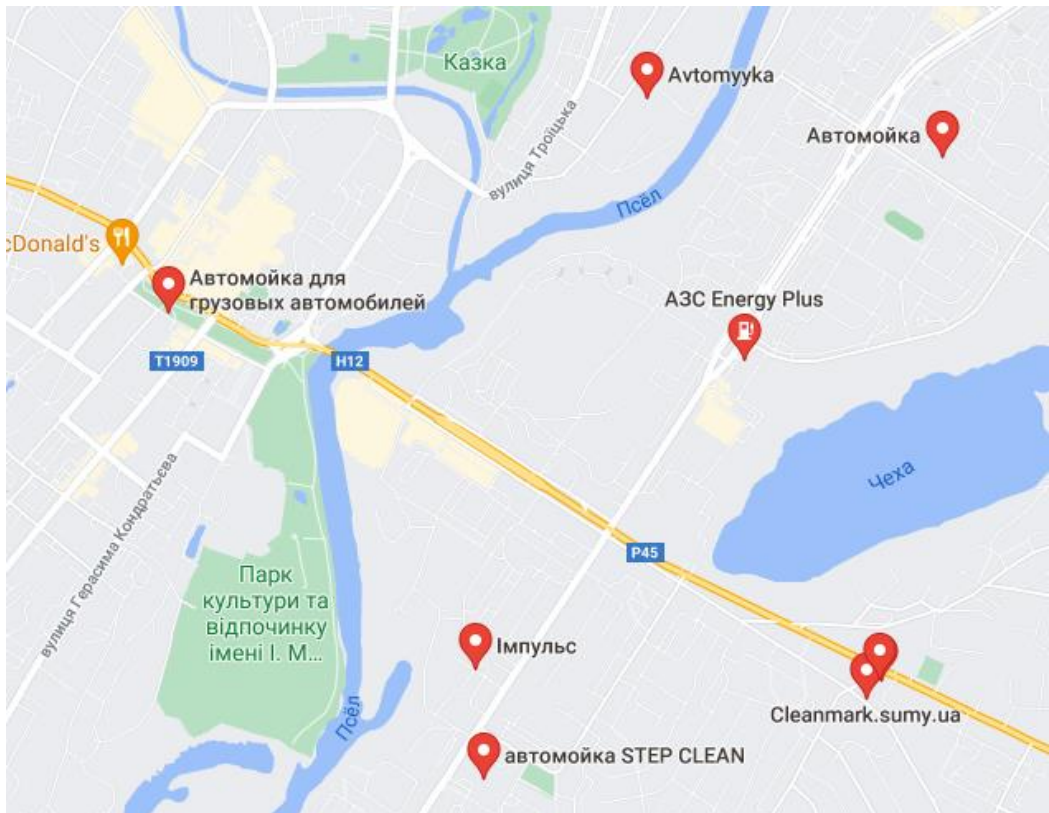 Казка
Avtomyyka
Автомойка
вулиця Троїцька
Псёл
cDonald's
Автомойка для
грузовых автомобилей
АЗС Energy Plus
T1909
H12
Чеха
вулиця Герасима Кондратьєва
P45
Парк
культури та
відпочинку
імені І. М...
Імпульс
Псёл
Cleanmark.sumy.ua
автомойка STEP CLEAN